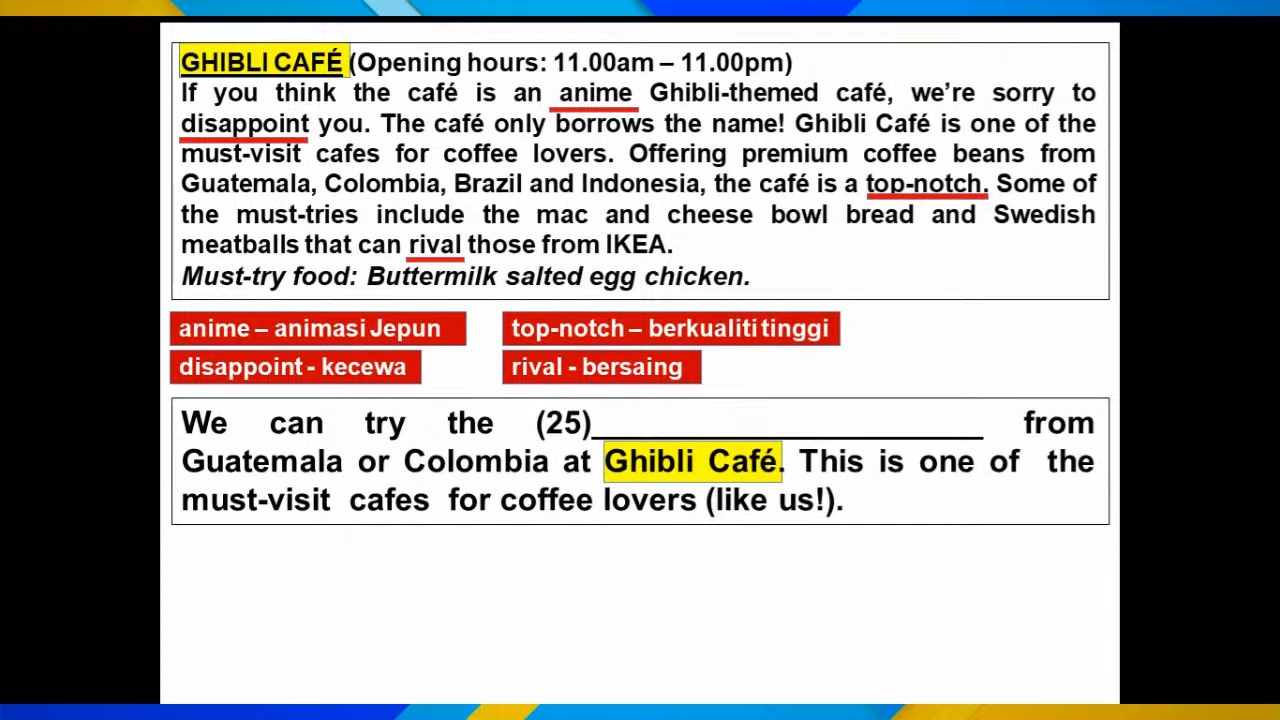 GHIBLI CAFÉ (Opening hours: 11.00am – 11.00pm)
If you think the café is an anime Ghibli-themed café, we’re sorry to
disappoint you. The café only borrows the name! Ghibli Café is one of the
must-visit cafes for coffee lovers. Offering premium coffee beans from
Guatemala, Colombia, Brazil and Indonesia, the café is a top-notch. Some of
the must-tries include the mac and cheese bowl bread and Swedish
meatballs that can rival those from IKEA.
Must-try food: Buttermilk salted egg chicken.
anime – animasi Jepun
top-notch – berkualiti tinggi
disappoint - kecewa
rival - bersaing
We can try the (25)______________________ from
Guatemala or Colombia at Ghibli Café. This is one of the
must-visit cafes for coffee lovers (like us!).